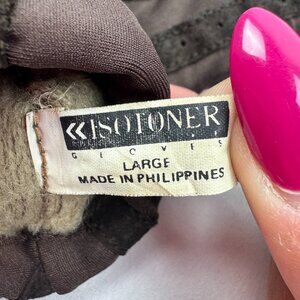 ISOTONER
GLOVES
LARGE
MADE IN PHILIPPINES